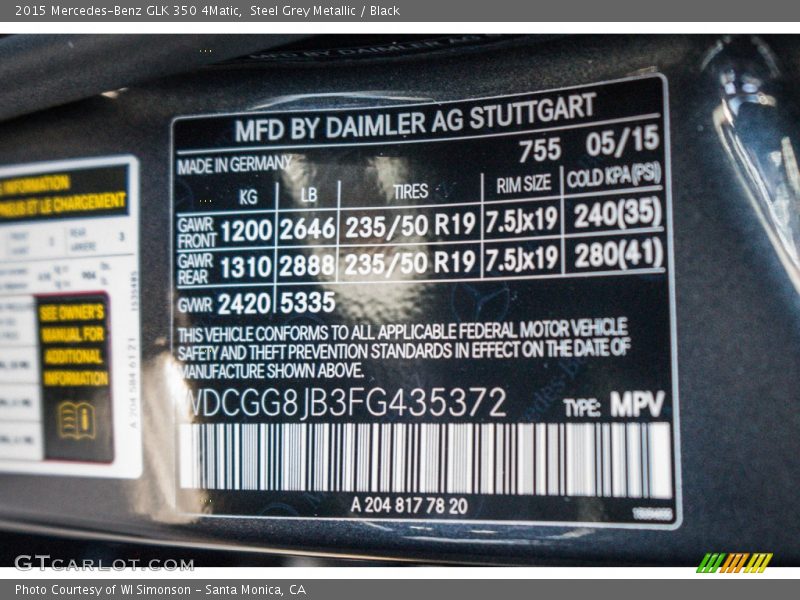 2015 Mercedes-Benz GLK 350 4Matic, Steel Grey Metallic / Black
MFD BY DAIMLER AG STUTTGART
MADE IN GERMANY 755 05/15
KG LB TIRES RIM SIZE COLD KPA(PSI)
GAWR FRONT 1200 2646 235/50 R19 7.5Jx19 240(35)
GAWR REAR 1310 2888 235/50 R19 7.5Jx19 280(41)
GVWR 2420 5335
THIS VEHICLE CONFORMS TO ALL APPLICABLE FEDERAL MOTOR VEHICLE
SAFETY AND THEFT PREVENTION STANDARDS IN EFFECT ON THE DATE OF
MANUFACTURE SHOWN ABOVE.
WDCGG8JB3FG435372 TYPE: MPV
A 204 817 78 20
INFORMATION
PNEUS ET LE CHARGEMENT
SEE OWNER'S
MANUAL FOR
ADDITIONAL
INFORMATION
A 204 584 61 21
GTCARLOT.COM
Photo Courtesy of WI Simonson - Santa Monica, CA